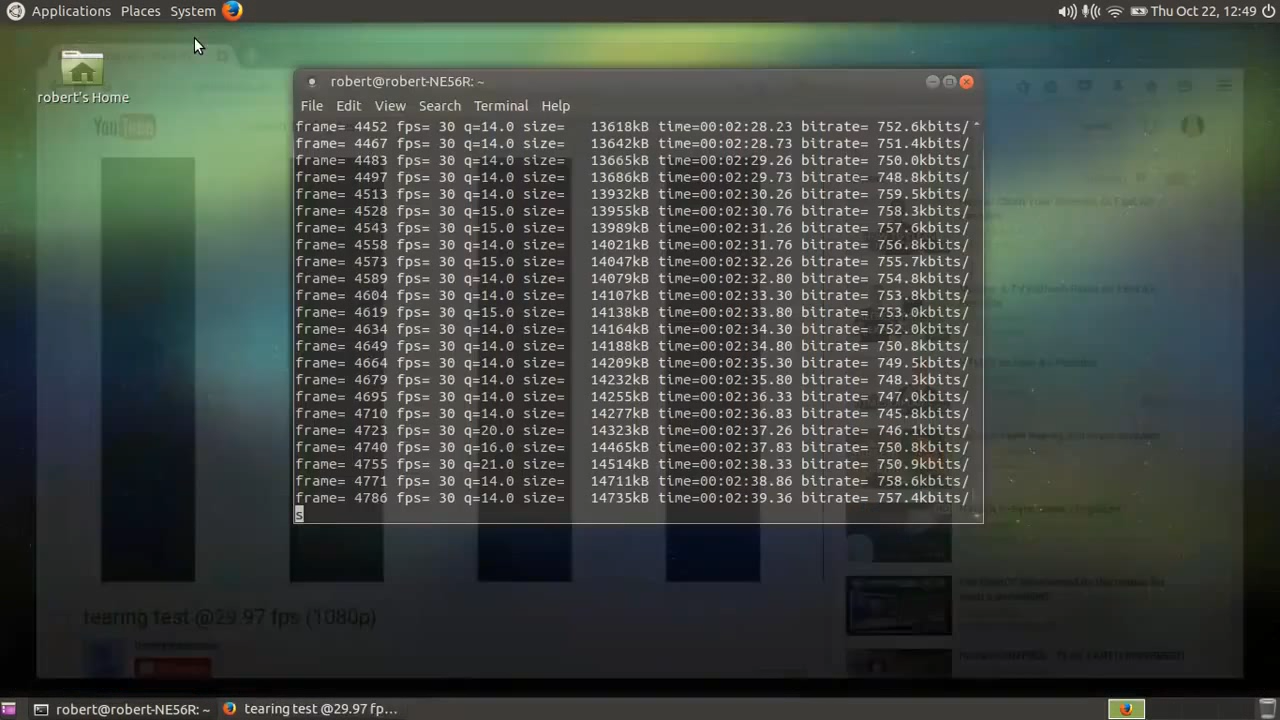 Applications Places System
Thu Oct 22, 12:49
robert's Home
robert@robert-NE56R: ~
File Edit View Search Terminal Help
frame= 4452 fps= 30 q=14.0 size=   13618kB time=00:02:28.23 bitrate= 752.6kbits/
frame= 4467 fps= 30 q=14.0 size=   13642kB time=00:02:28.73 bitrate= 751.4kbits/
frame= 4483 fps= 30 q=14.0 size=   13665kB time=00:02:29.26 bitrate= 750.0kbits/
frame= 4497 fps= 30 q=14.0 size=   13686kB time=00:02:29.73 bitrate= 748.8kbits/
frame= 4513 fps= 30 q=14.0 size=   13932kB time=00:02:30.26 bitrate= 759.5kbits/
frame= 4528 fps= 30 q=15.0 size=   13955kB time=00:02:30.76 bitrate= 758.3kbits/
frame= 4543 fps= 30 q=15.0 size=   13989kB time=00:02:31.26 bitrate= 757.6kbits/
frame= 4558 fps= 30 q=14.0 size=   14021kB time=00:02:31.76 bitrate= 756.8kbits/
frame= 4573 fps= 30 q=15.0 size=   14047kB time=00:02:32.26 bitrate= 755.7kbits/
frame= 4589 fps= 30 q=14.0 size=   14079kB time=00:02:32.80 bitrate= 754.8kbits/
frame= 4604 fps= 30 q=14.0 size=   14107kB time=00:02:33.30 bitrate= 753.8kbits/
frame= 4619 fps= 30 q=15.0 size=   14138kB time=00:02:33.80 bitrate= 753.0kbits/
frame= 4634 fps= 30 q=14.0 size=   14164kB time=00:02:34.30 bitrate= 752.0kbits/
frame= 4649 fps= 30 q=14.0 size=   14188kB time=00:02:34.80 bitrate= 750.8kbits/
frame= 4664 fps= 30 q=14.0 size=   14209kB time=00:02:35.30 bitrate= 749.5kbits/
frame= 4679 fps= 30 q=14.0 size=   14232kB time=00:02:35.80 bitrate= 748.3kbits/
frame= 4695 fps= 30 q=14.0 size=   14255kB time=00:02:36.33 bitrate= 747.0kbits/
frame= 4710 fps= 30 q=14.0 size=   14277kB time=00:02:36.83 bitrate= 745.8kbits/
frame= 4723 fps= 30 q=20.0 size=   14323kB time=00:02:37.26 bitrate= 746.1kbits/
frame= 4740 fps= 30 q=16.0 size=   14465kB time=00:02:37.83 bitrate= 750.8kbits/
frame= 4755 fps= 30 q=21.0 size=   14514kB time=00:02:38.33 bitrate= 750.9kbits/
frame= 4771 fps= 30 q=14.0 size=   14711kB time=00:02:38.86 bitrate= 758.6kbits/
frame= 4786 fps= 30 q=14.0 size=   14735kB time=00:02:39.36 bitrate= 757.4kbits/
s
YouTube
tearing test @29.97 fps (1080p)
robert@robert-NE56R: ~
tearing test @29.97 fp...